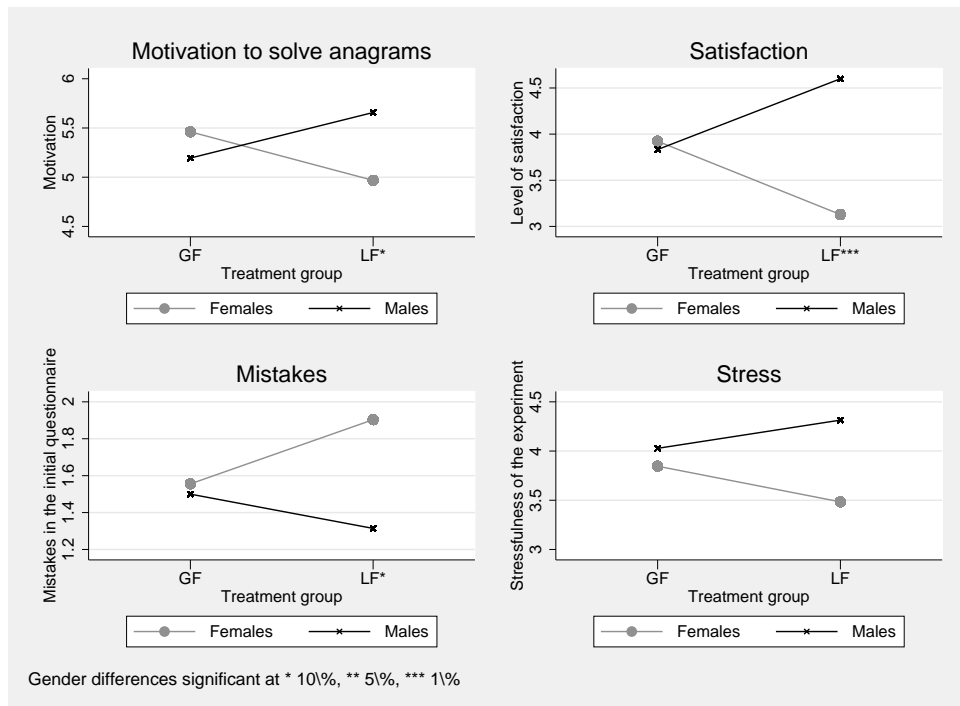 Motivation to solve anagrams
Motivation
6
5.5
5
4.5
GF
LF*
Treatment group
Females
Males
Satisfaction
Level of satisfaction
4.5
4
3.5
3
GF
LF***
Treatment group
Females
Males
Mistakes
Mistakes in the initial questionnaire
2
1.8
1.6
1.4
1.2
GF
LF*
Treatment group
Females
Males
Stress
Stressfulness of the experiment
4.5
4
3.5
3
GF
LF
Treatment group
Females
Males
Gender differences significant at * 10\%, ** 5\%, *** 1\%